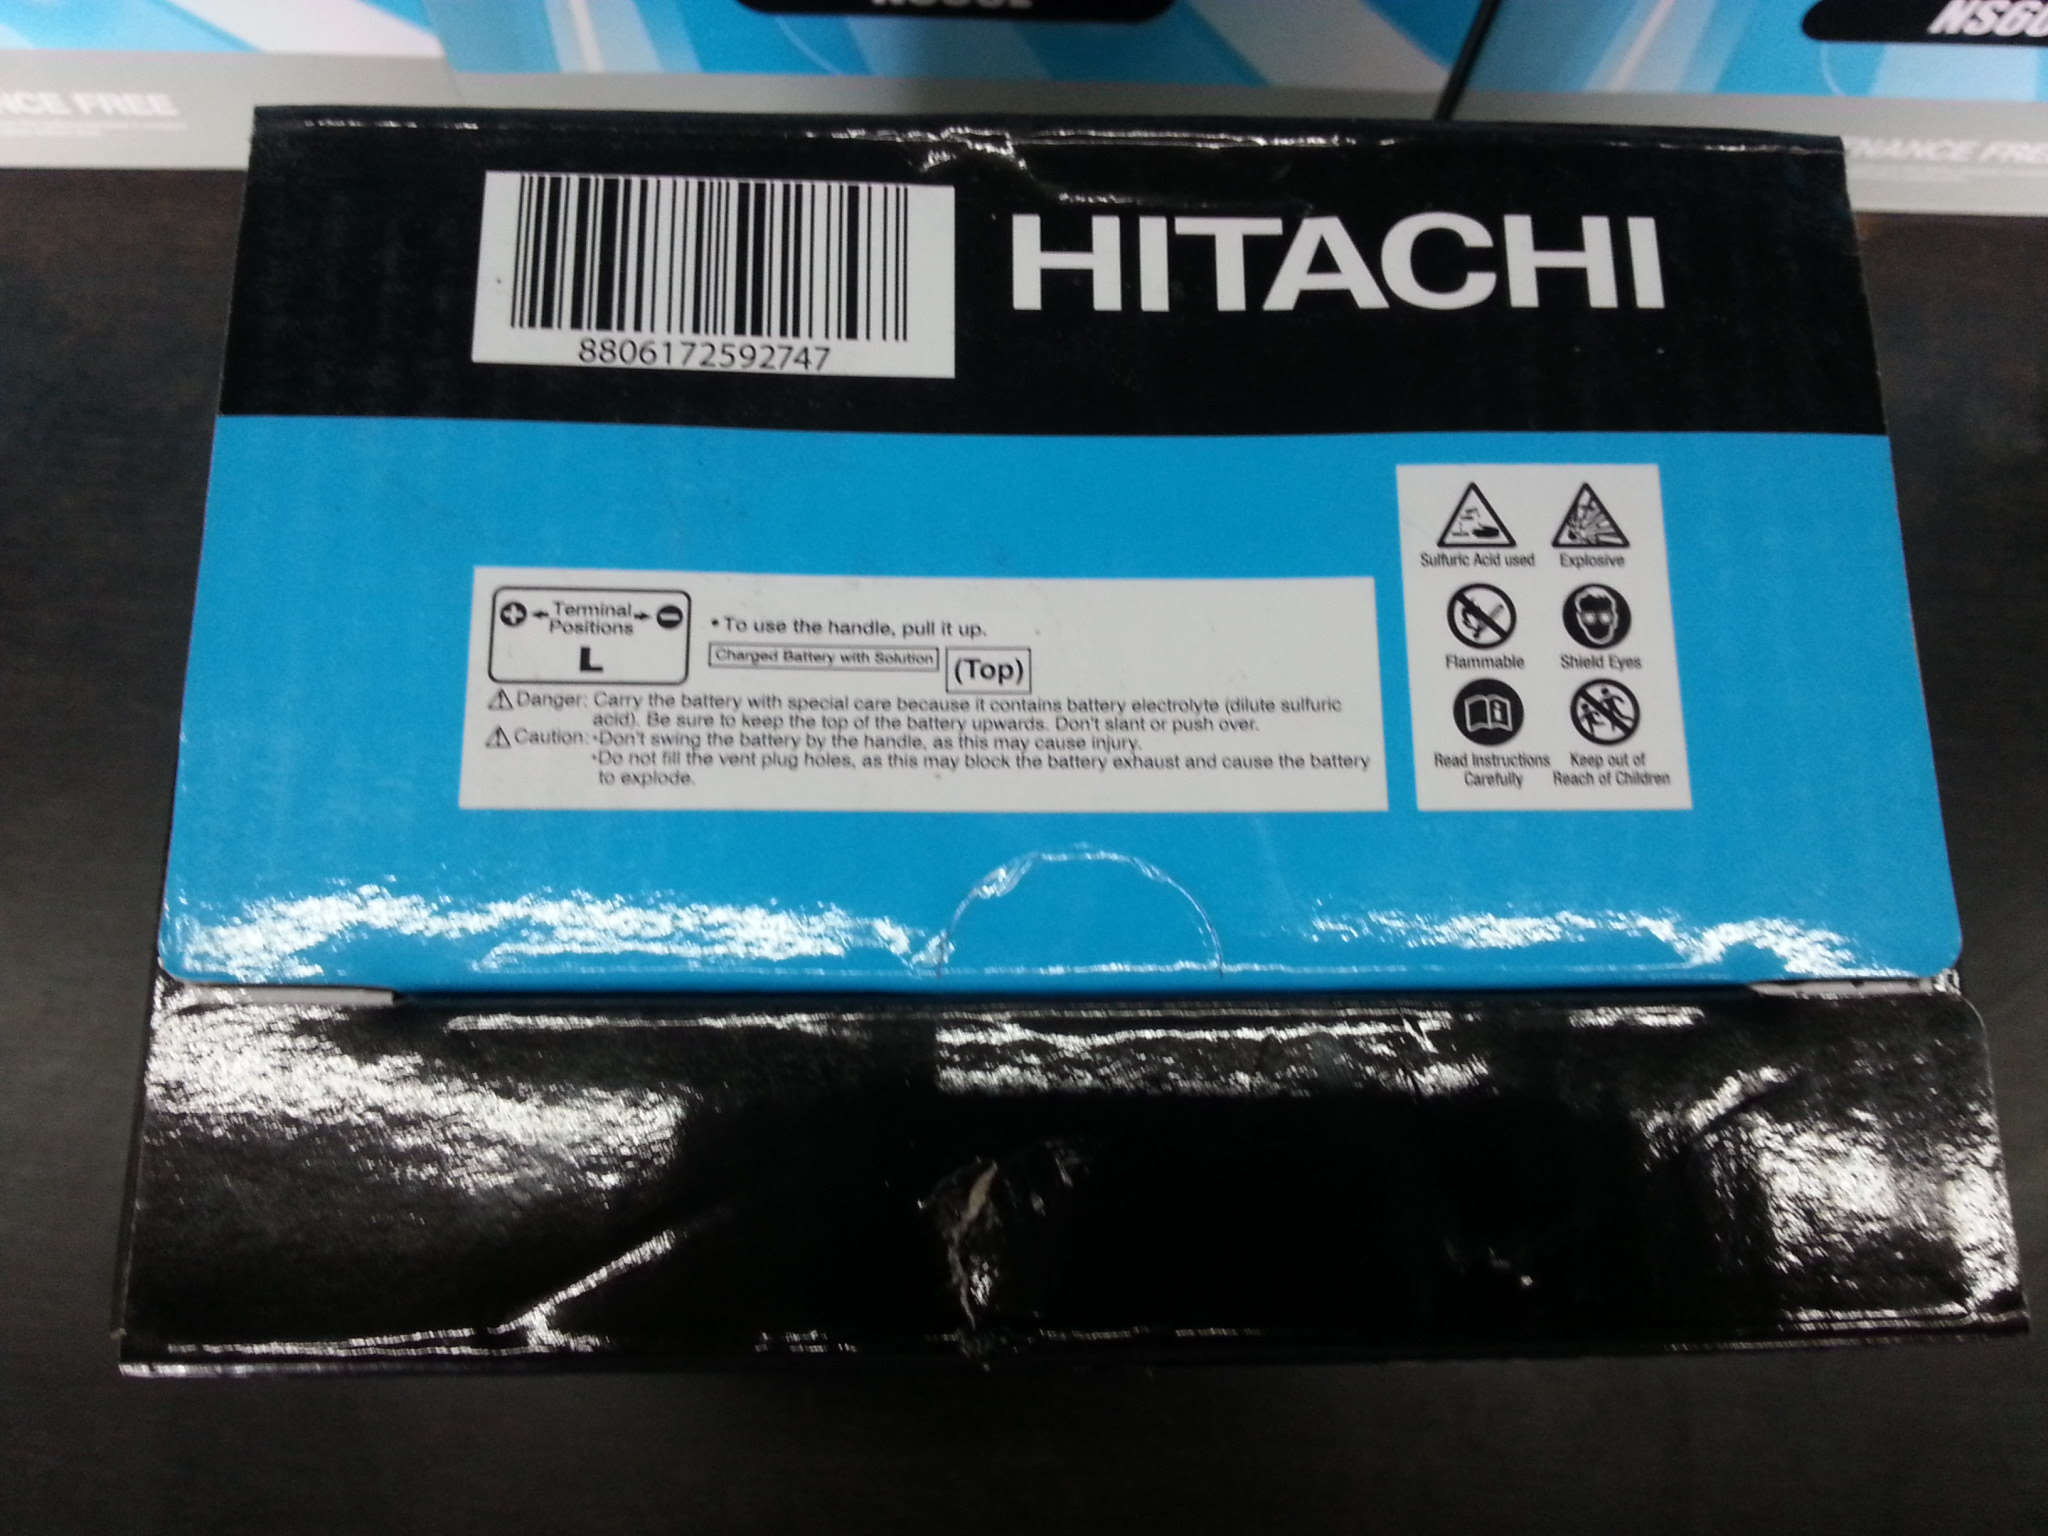 NS60
NCE FREE
NANCE FRE
HITACHI
8806172592747
Sulfuric Acid used
Explosive
Flammable
Shield Eyes
Read Instructions
Carefully
Keep out of
Reach of Children
+ Terminal -
Positions
L
• To use the handle, pull it up.
Charged Battery with Solution
(Top)
Danger: Carry the battery with special care because it contains battery electrolyte (dilute sulfuric
acid). Be sure to keep the top of the battery upwards. Don't slant or push over.
Caution: •Don't swing the battery by the handle, as this may cause injury.
•Do not fill the vent plug holes, as this may block the battery exhaust and cause the battery
to explode.